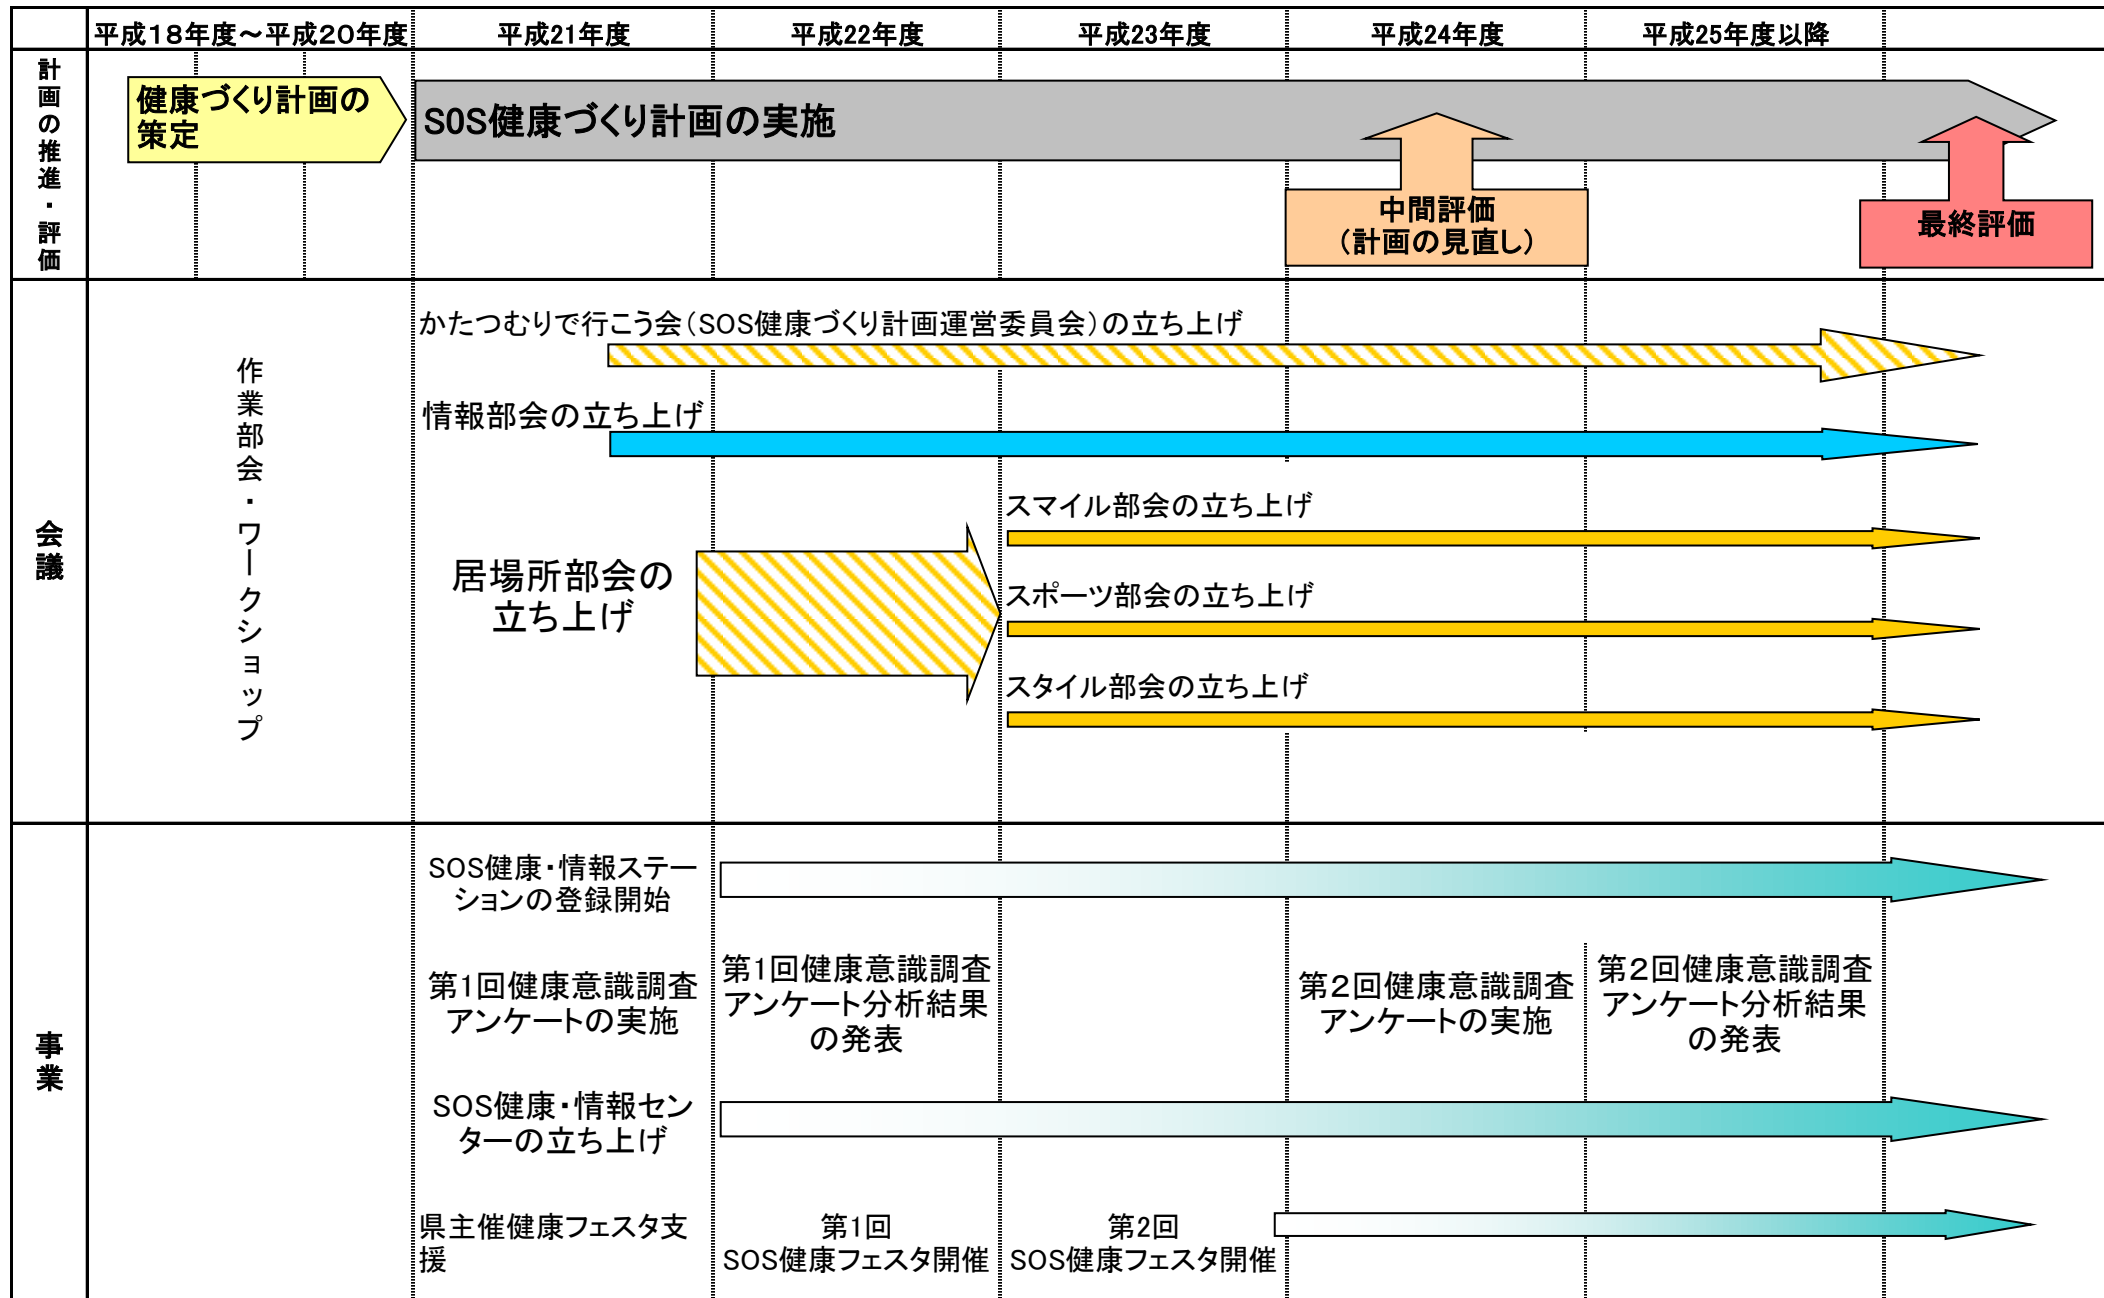 平成18年度～平成20年度
平成21年度
平成22年度
平成23年度
平成24年度
平成25年度以降
計画の推進・評価
健康づくり計画の
策定
SOS健康づくり計画の実施
中間評価
（計画の見直し）
最終評価
会議
作業部会・ワークショップ
かたつむりで行こう会（SOS健康づくり計画運営委員会）の立ち上げ
情報部会の立ち上げ
居場所部会の
立ち上げ
スマイル部会の立ち上げ
スポーツ部会の立ち上げ
スタイル部会の立ち上げ
事業
SOS健康・情報ステー
ションの登録開始
第1回健康意識調査
アンケートの実施
第1回健康意識調査
アンケート分析結果
の発表
第2回健康意識調査
アンケートの実施
第2回健康意識調査
アンケート分析結果
の発表
SOS健康・情報セン
ターの立ち上げ
県主催健康フェスタ支
援
第1回
SOS健康フェスタ開催
第2回
SOS健康フェスタ開催